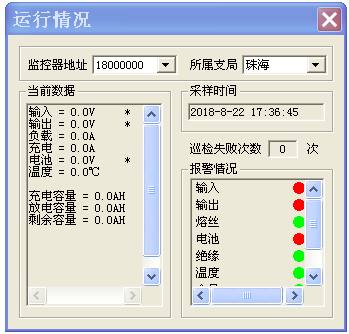 运行情况
监控器地址 18000000 所属支局 珠海
当前数据
输入 = 0.0V *
输出 = 0.0V *
负载 = 0.0A
充电 = 0.0A
电池 = 0.0V *
温度 = 0.0℃
充电容量 = 0.0AH
放电容量 = 0.0AH
剩余容量 = 0.0AH
采样时间
2018-8-22 17:36:45
巡检失败次数 0 次
报警情况
输入
输出
熔丝
电池
绝缘
温度